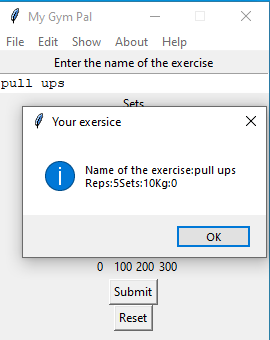 My Gym Pal
File Edit Show About Help
Enter the name of the exercise
pull ups
Sets
Your exersice
Name of the exercise:pull ups
Reps:5Sets:10Kg:0
OK
0 100 200 300
Submit
Reset